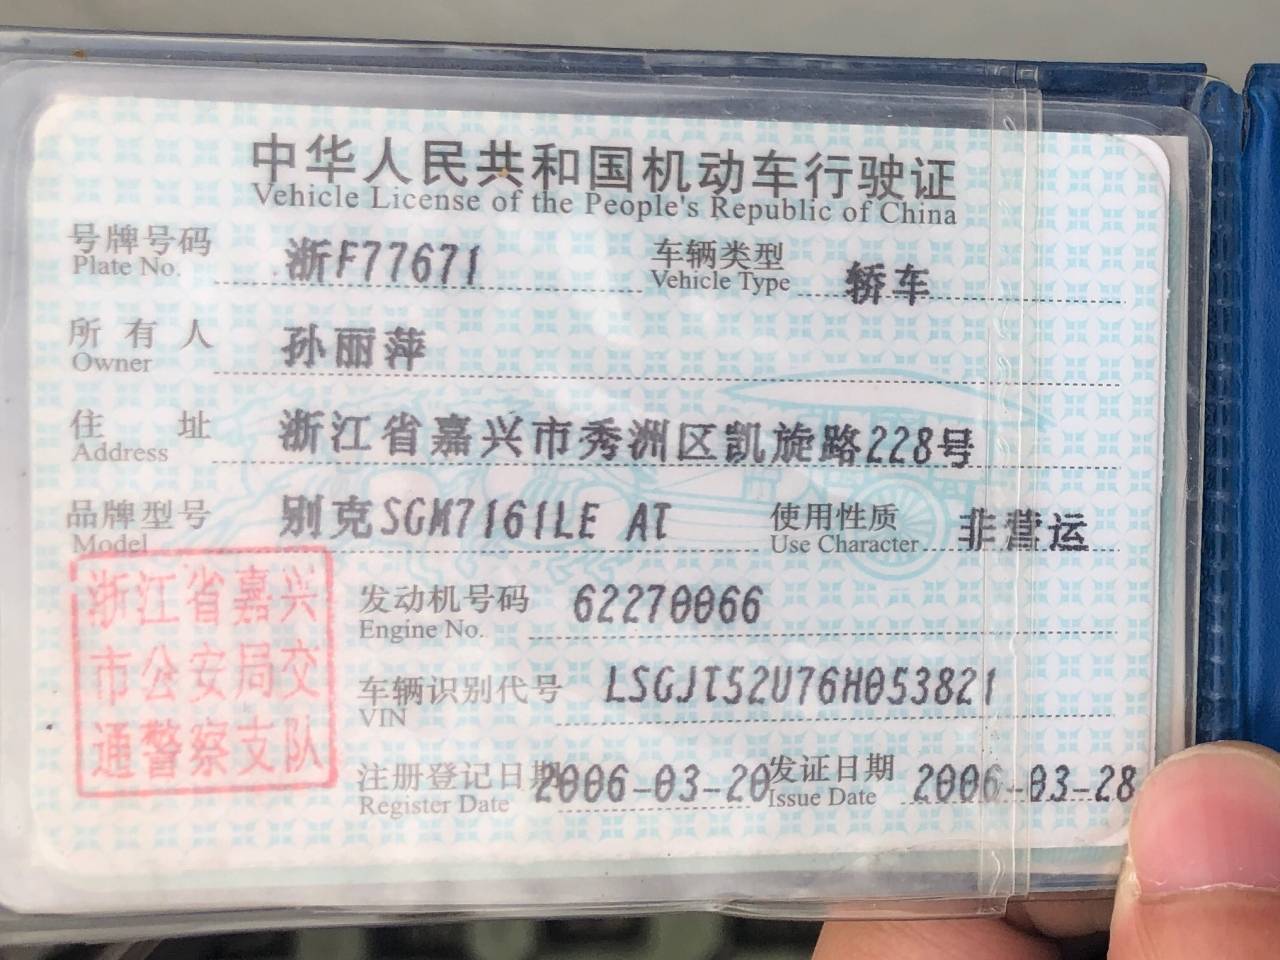 中华人民共和国机动车行驶证
Vehicle License of the People's Republic of China
号牌号码 浙F77671 车辆类型 轿车
Plate No. Vehicle Type
所有人 孙丽萍
Owner
住址 浙江省嘉兴市秀洲区凯旋路228号
Address
品牌型号 别克SGM7161LE AT 使用性质 非营运
Model Use Character
浙江省嘉兴
市公安局交
通警察支队
发动机号码 62270066
Engine No.
车辆识别代号 LSGJT52U76H053821
VIN
注册登记日期 2006-03-20 发证日期 2006-03-28
Register Date Issue Date